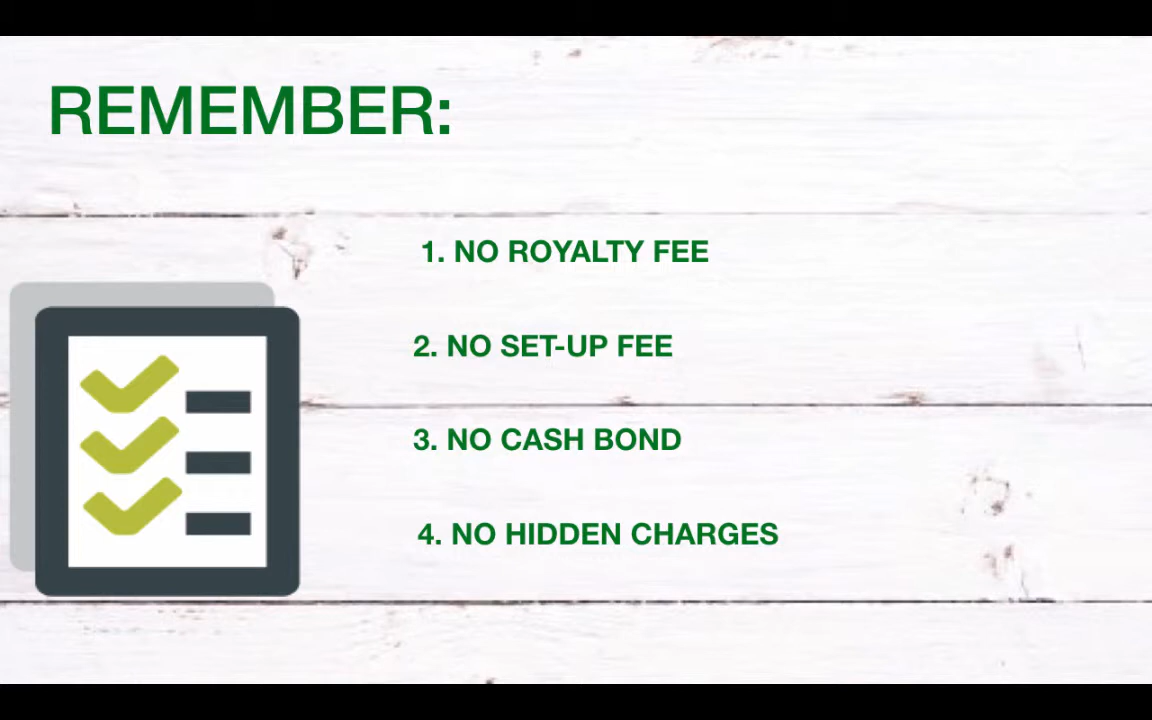 REMEMBER:
1. NO ROYALTY FEE
2. NO SET-UP FEE
3. NO CASH BOND
4. NO HIDDEN CHARGES